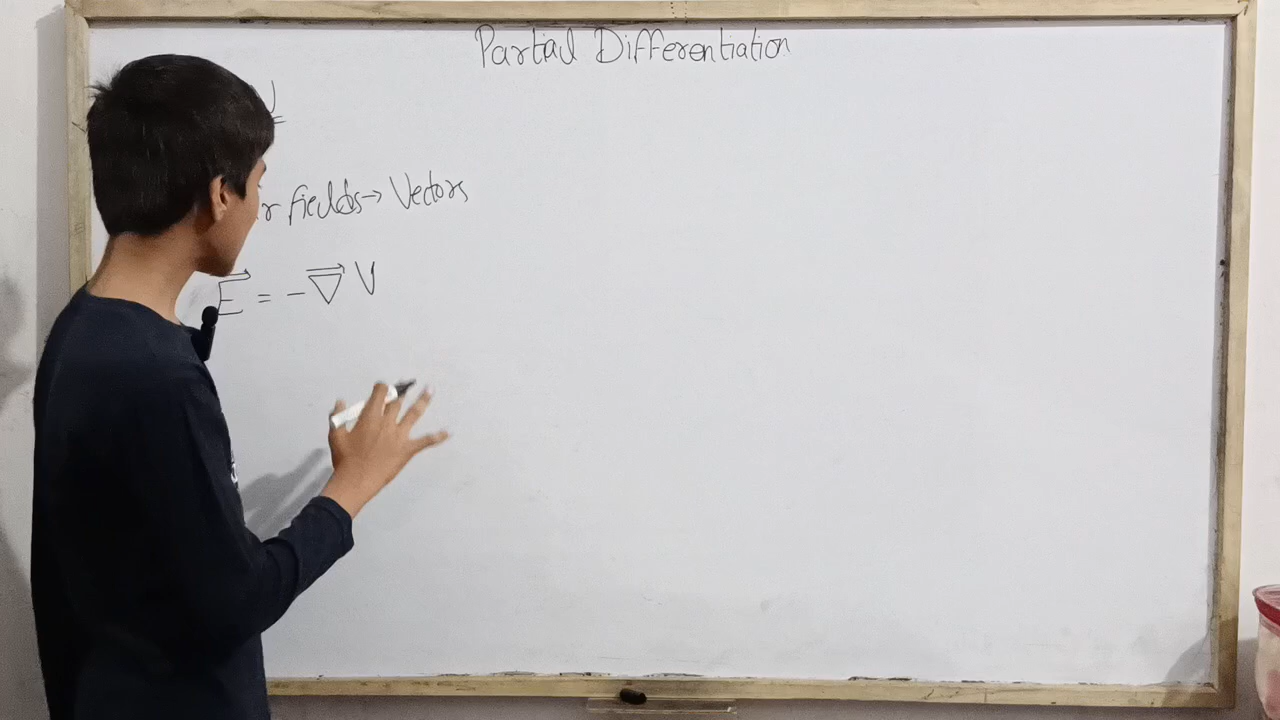 Partial Differentiation
r fields → Vectors
E⃗ = - ∇⃗ V